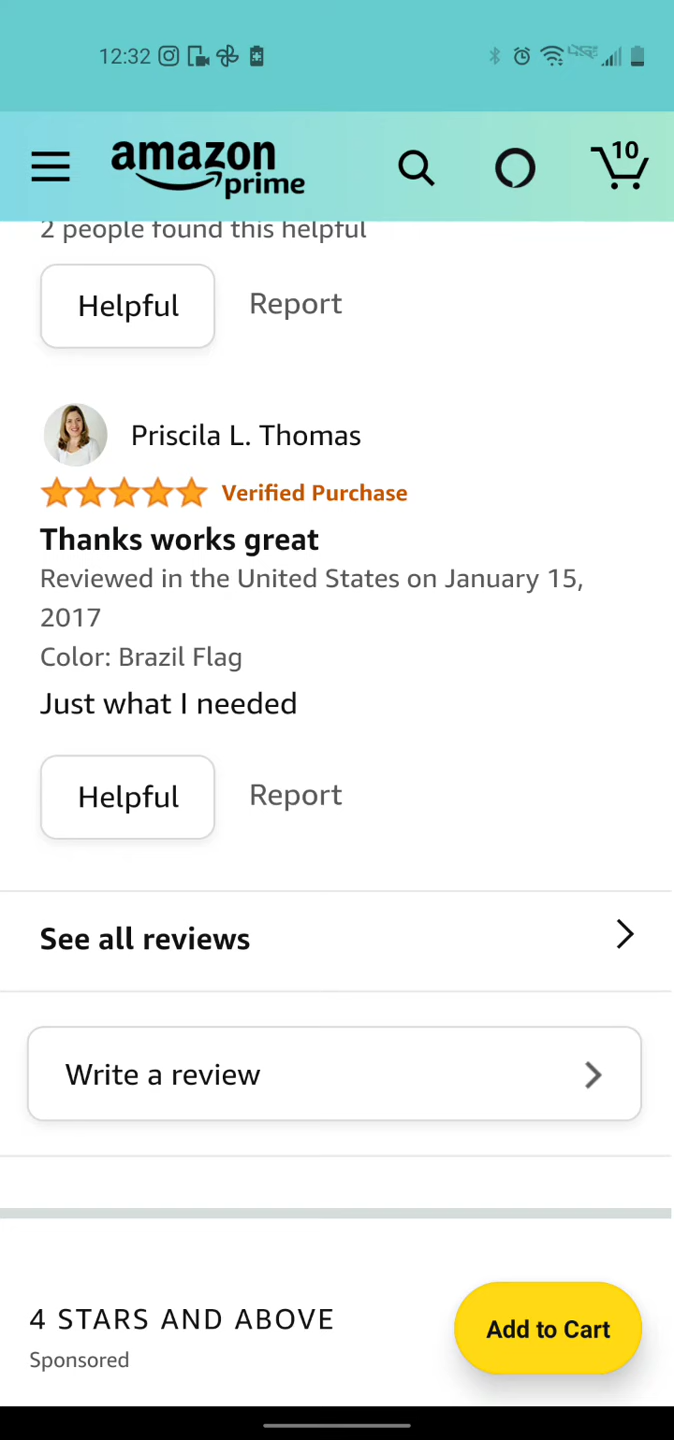 12:32
amazon prime
10
2 people found this helpful
Helpful
Report
Priscila L. Thomas
Verified Purchase
Thanks works great
Reviewed in the United States on January 15,
2017
Color: Brazil Flag
Just what I needed
Helpful
Report
See all reviews
Write a review
4 STARS AND ABOVE
Sponsored
Add to Cart